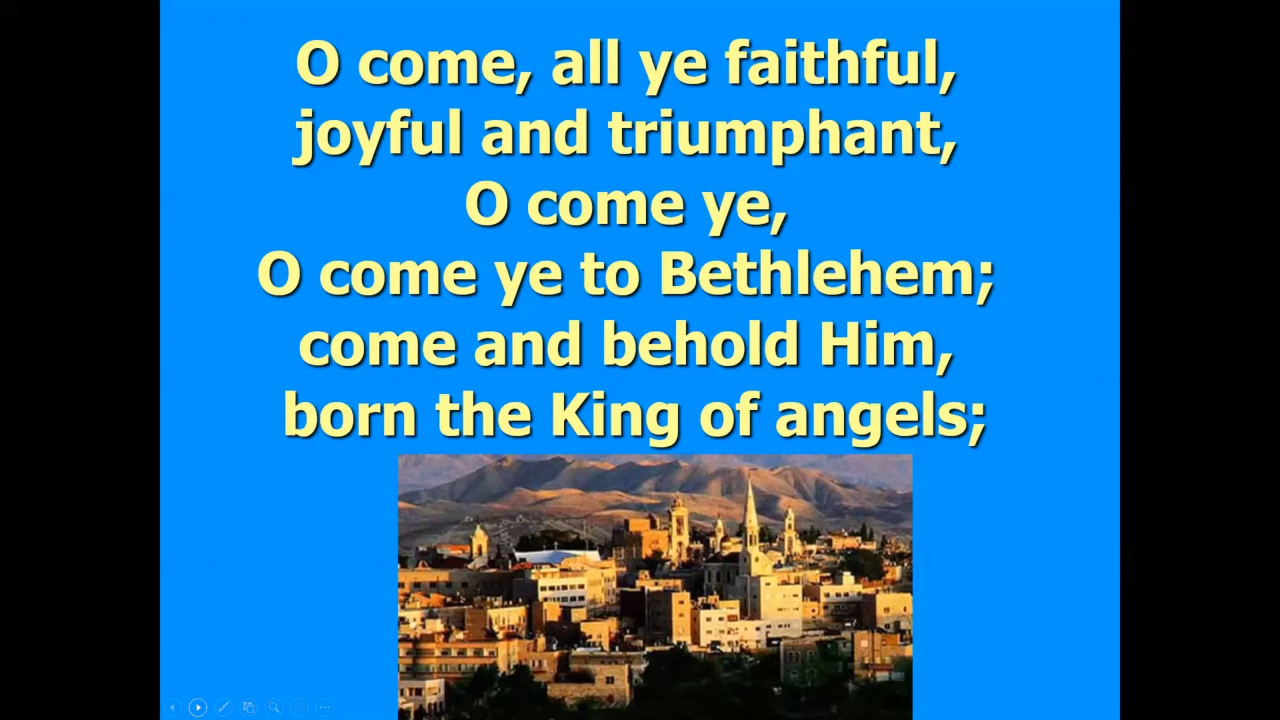 O come, all ye faithful,
joyful and triumphant,
O come ye,
O come ye to Bethlehem;
come and behold Him,
born the King of angels;